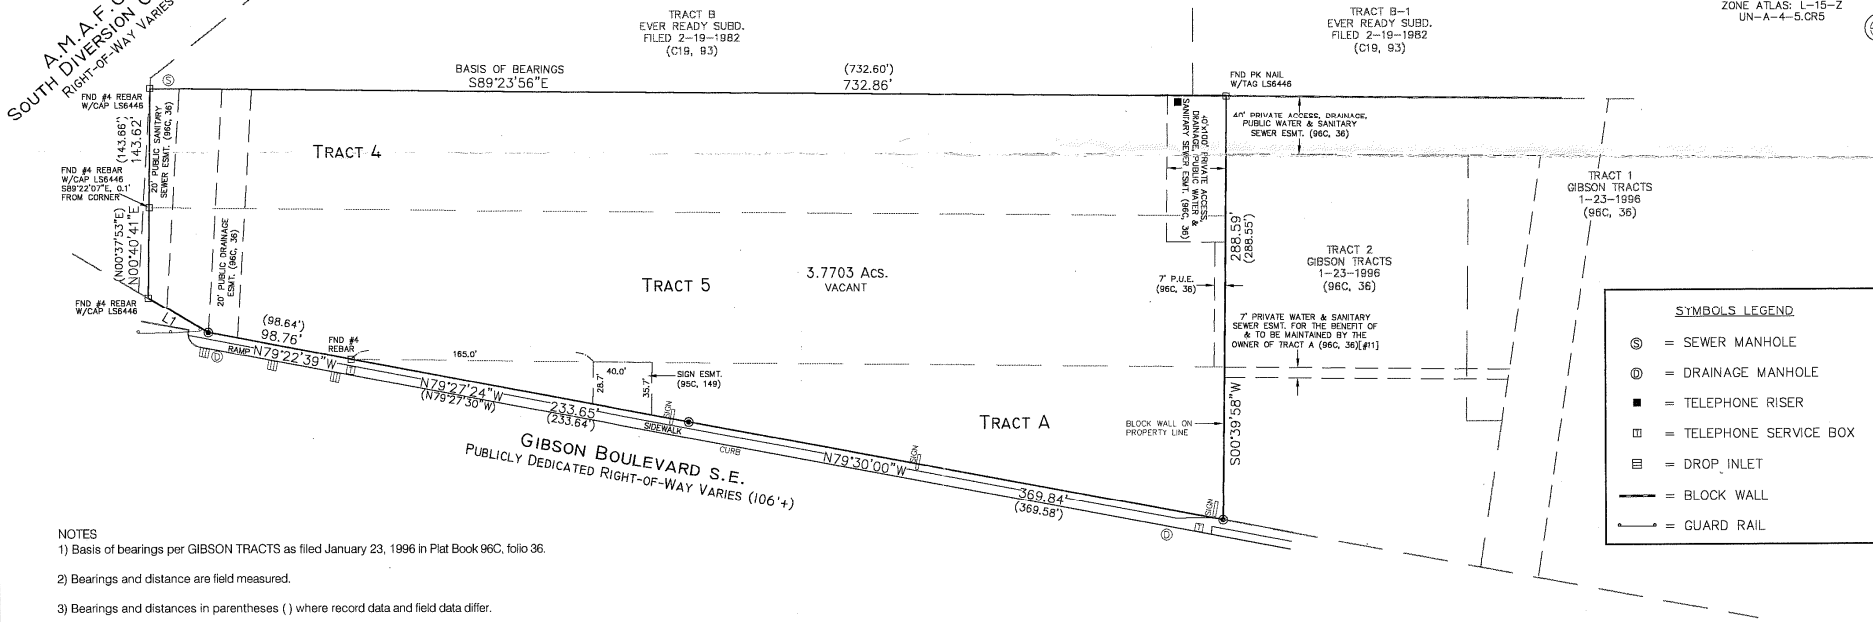 A.M.A.F.C.
SOUTH DIVERSION C
RIGHT-OF-WAY VARIES
TRACT B
EVER READY SUBD.
FILED 2-19-1982
(C19, 93)
TRACT B-1
EVER READY SUBD.
FILED 2-19-1982
(C19, 93)
ZONE ATLAS: L-15-Z
UN-A-4-5.CR5
S
BASIS OF BEARINGS
S89°23'56"E
(732.60')
732.86'
FND PK NAIL
W/TAG LS6446
FND #4 REBAR
W/CAP LS6446
(143.66')
143.62'
20' PUBLIC SANITARY
SEWER ESMT. (96C, 36)
TRACT 4
40'X100' PRIVATE ACCESS,
DRAINAGE, PUBLIC WATER &
SANITARY SEWER ESMT. (96C, 36)
40' PRIVATE ACCESS, DRAINAGE,
PUBLIC WATER & SANITARY
SEWER ESMT. (96C, 36)
FND #4 REBAR
W/CAP LS6446
S89°22'07"E, 0.1'
FROM CORNER
TRACT 1
GIBSON TRACTS
1-23-1996
(96C, 36)
(N00°37'53"E)
N00°40'41"E
20' PUBLIC DRAINAGE
ESMT. (96C, 36)
288.59'
(288.55')
TRACT 2
GIBSON TRACTS
1-23-1996
(96C, 36)
TRACT 5
3.7703 ACS.
VACANT
7' P.U.E.
(96C, 36)
FND #4 REBAR
W/CAP LS6446
L1
(98.64')
98.76'
RAMP
N79°22'39"W
FND #4
REBAR
165.0'
28.7'
40.0'
35.7'
SIGN ESMT.
(95C, 149)
7' PRIVATE WATER & SANITARY
SEWER ESMT. FOR THE BENEFIT OF
& TO BE MAINTAINED BY THE
OWNER OF TRACT A (96C, 36)[#11]
D
N79°27'24"W
(N79°27'30"W)
233.65'
(233.64')
SIDEWALK
SIGN
TRACT A
BLOCK WALL ON
PROPERTY LINE
S00°39'58"W
GIBSON BOULEVARD S.E.
PUBLICLY DEDICATED RIGHT-OF-WAY VARIES (106'+)
CURB
N79°30'00"W
SIGN
369.84'
(369.58')
SIGN
T
D
SYMBOLS LEGEND
S = SEWER MANHOLE
D = DRAINAGE MANHOLE
■ = TELEPHONE RISER
T = TELEPHONE SERVICE BOX
= DROP INLET
= BLOCK WALL
= GUARD RAIL
NOTES
1) Basis of bearings per GIBSON TRACTS as filed January 23, 1996 in Plat Book 96C, folio 36.
2) Bearings and distance are field measured.
3) Bearings and distances in parentheses ( ) where record data and field data differ.